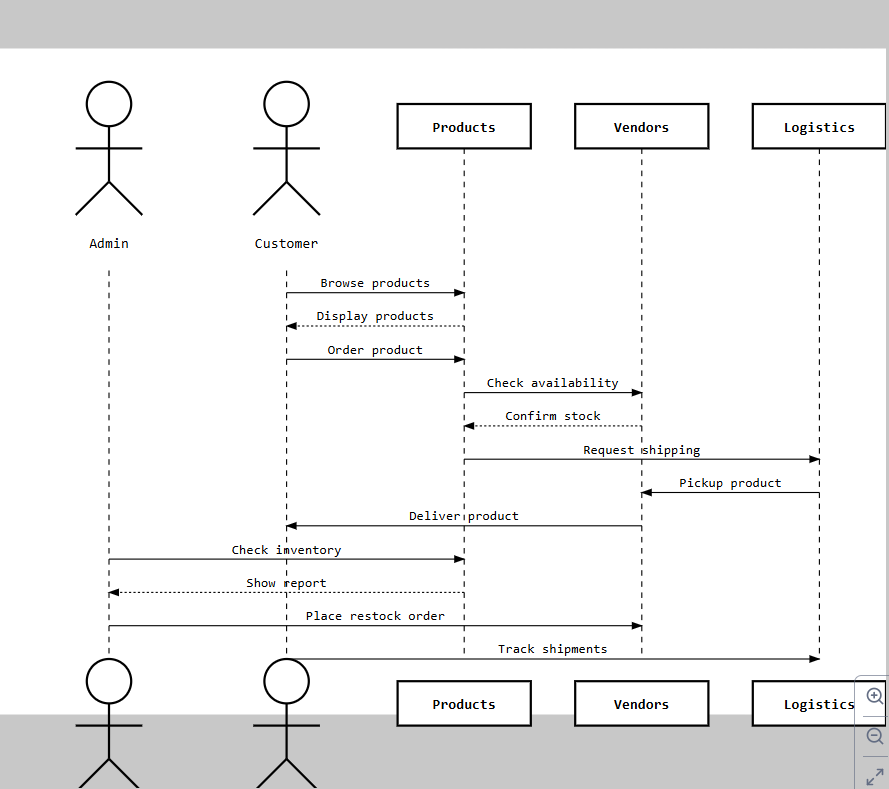 Products
Vendors
Logistics
Admin
Customer
Browse products
Display products
Order product
Check availability
Confirm stock
Request shipping
Pickup product
Deliver product
Check inventory
Show report
Place restock order
Track shipments
Products
Vendors
Logistics